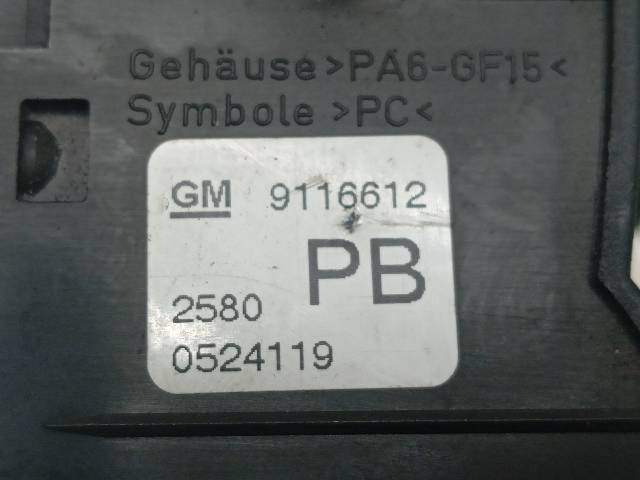 Gehäuse >PA6-GF15<
Symbole >PC<
GM 9116612
PB
2580
0524119